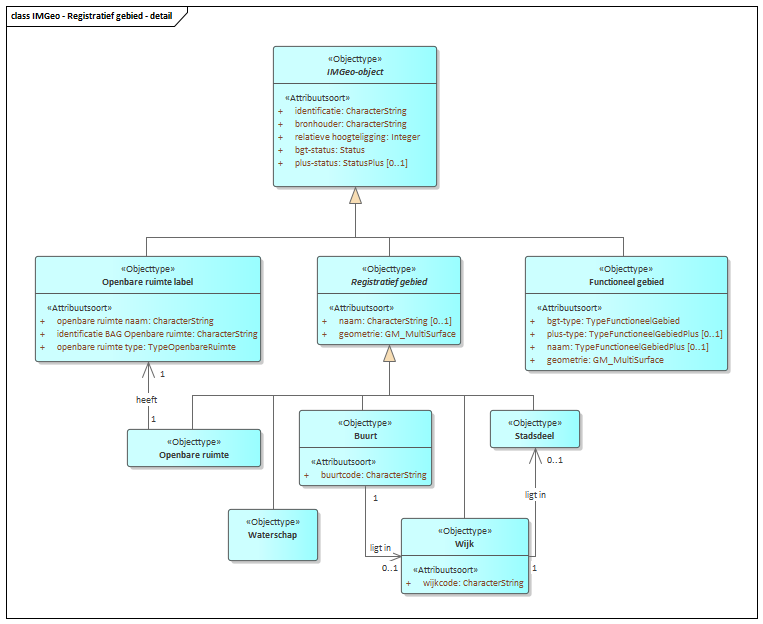 class IMGeo - Registratief gebied - detail
«Objecttype»
IMGeo-object
«Attribuutsoort»
+ identificatie: CharacterString
+ bronhouder: CharacterString
+ relatieve hoogteligging: Integer
+ bgt-status: Status
+ plus-status: StatusPlus [0..1]
«Objecttype»
Openbare ruimte label
«Attribuutsoort»
+ openbare ruimte naam: CharacterString
+ identificatie BAG Openbare ruimte: CharacterString
+ openbare ruimte type: TypeOpenbareRuimte
«Objecttype»
Registratief gebied
«Attribuutsoort»
+ naam: CharacterString [0..1]
+ geometrie: GM_MultiSurface
«Objecttype»
Functioneel gebied
«Attribuutsoort»
+ bgt-type: TypeFunctioneelGebied
+ plus-type: TypeFunctioneelGebiedPlus [0..1]
+ naam: TypeFunctioneelGebiedPlus [0..1]
+ geometrie: GM_MultiSurface
1
heeft
1
«Objecttype»
Openbare ruimte
«Objecttype»
Buurt
«Attribuutsoort»
+ buurtcode: CharacterString
«Objecttype»
Stadsdeel
0..1
ligt in
1
1
ligt in
0..1
«Objecttype»
Waterschap
«Objecttype»
Wijk
«Attribuutsoort»
+ wijkcode: CharacterString